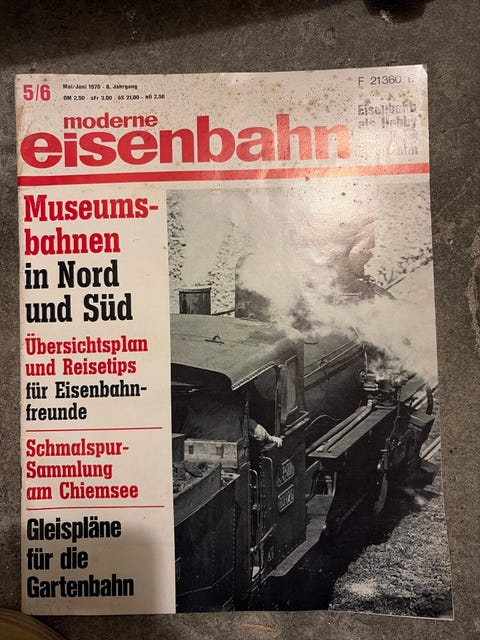 5/6
Mai/Juni 1970 · 8. Jahrgang
DM 2,50 · sFr 3,00 · öS 21,00 · hfl 2,50
F 21360 E
moderne
eisenbahn
Eisenbahn
als Hobby
Museums-
bahnen
in Nord
und Süd
Übersichtsplan
und Reisetips
für Eisenbahn-
freunde
Schmalspur-
Sammlung
am Chiemsee
Gleispläne
für die
Gartenbahn